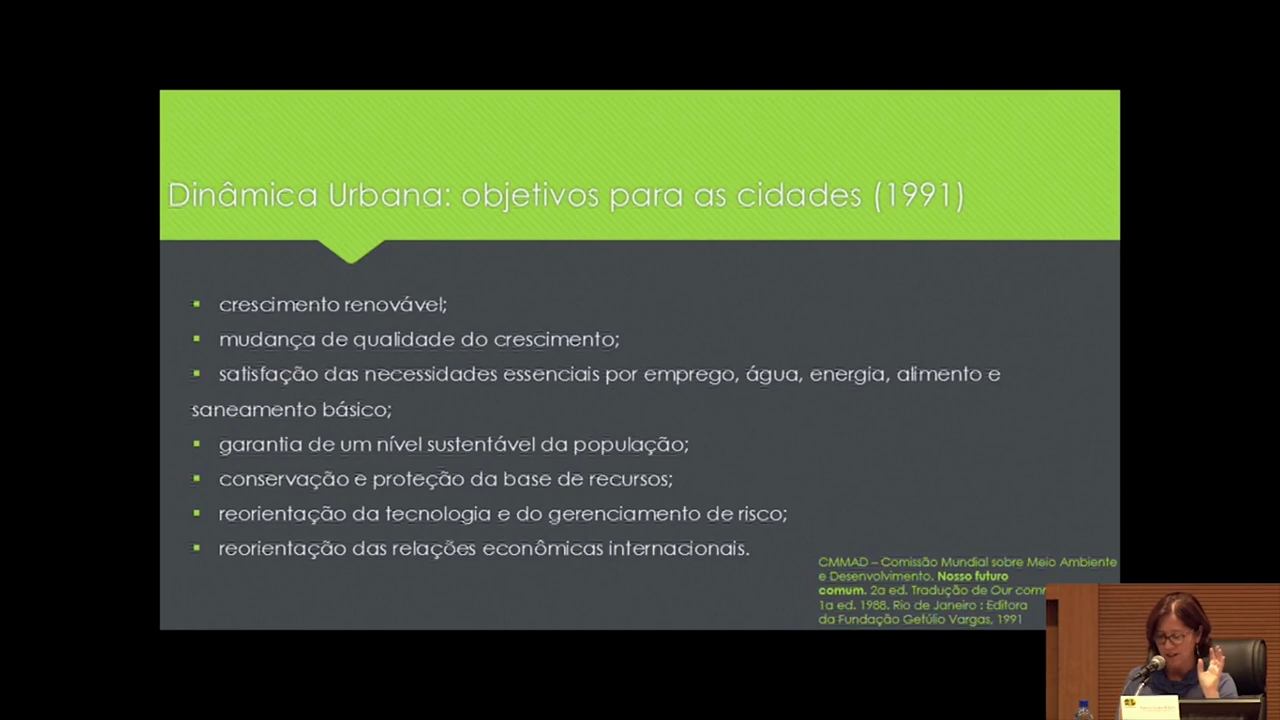 Dinâmica Urbana: objetivos para as cidades (1991)
▪ crescimento renovável;
▪ mudança de qualidade do crescimento;
▪ satisfação das necessidades essenciais por emprego, água, energia, alimento e
saneamento básico;
▪ garantia de um nível sustentável da população;
▪ conservação e proteção da base de recursos;
▪ reorientação da tecnologia e do gerenciamento de risco;
▪ reorientação das relações econômicas internacionais.
CMMAD – Comissão Mundial sobre Meio Ambiente
e Desenvolvimento. Nosso futuro
comum. 2a ed. Tradução de Our
1a ed. 1988. Rio de Janeiro : Editora
da Fundação Getúlio Vargas, 1991